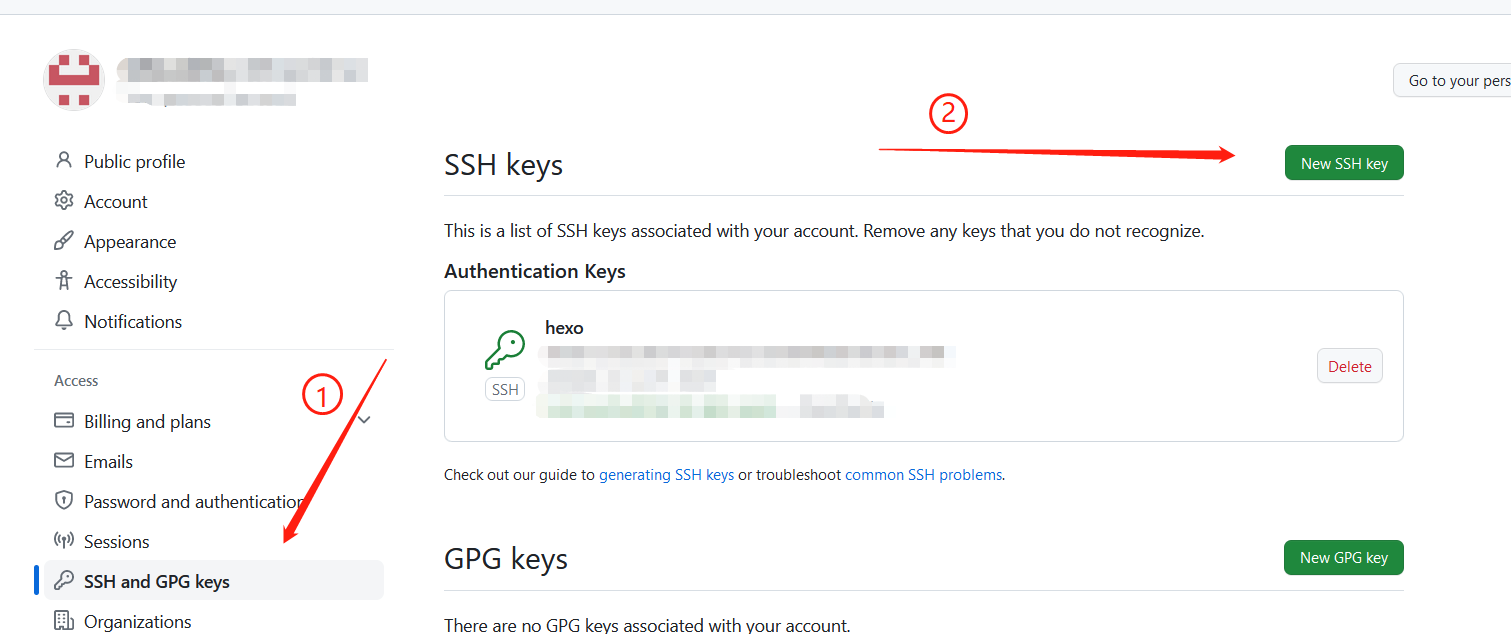 Go to your pers
Public profile
Account
Appearance
Accessibility
Notifications
Access
Billing and plans
Emails
Password and authentication
Sessions
SSH and GPG keys
Organizations
1
2
SSH keys
New SSH key
This is a list of SSH keys associated with your account. Remove any keys that you do not recognize.
Authentication Keys
hexo
SSH
Delete
Check out our guide to generating SSH keys or troubleshoot common SSH problems.
GPG keys
New GPG key
There are no GPG keys associated with your account.